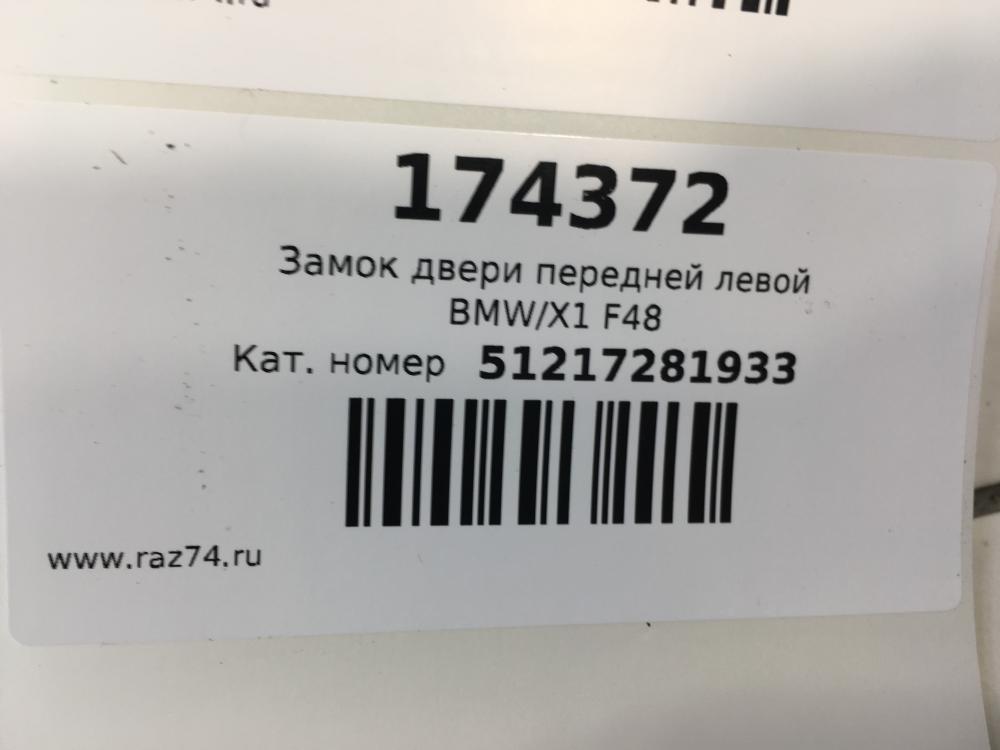 174372
Замок двери передней левой
BMW/X1 F48
Кат. номер 51217281933
www.raz74.ru